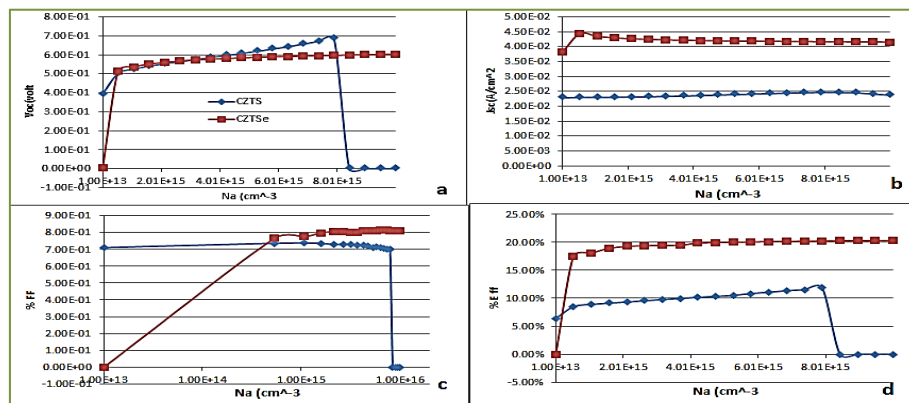 8.00E-01
7.00E-01
6.00E-01
5.00E-01
4.00E-01
3.00E-01
2.00E-01
1.00E-01
0.00E+00
-1.00E-01
Voc(volt
CZTS
CZTSe
1.00E+13 2.01E+15 4.01E+15 6.01E+15 8.01E+15
Na (cm^-3
a
5.00E-02
4.50E-02
4.00E-02
3.50E-02
3.00E-02
2.50E-02
2.00E-02
1.50E-02
1.00E-02
5.00E-03
0.00E+00
Jsc(A/cm^2
1.00E+13 2.01E+15 4.01E+15 6.01E+15 8.01E+15
Na (cm^-3
b
9.00E-01
8.00E-01
7.00E-01
6.00E-01
5.00E-01
4.00E-01
3.00E-01
2.00E-01
1.00E-01
0.00E+00
-1.00E-01
% FF
1.00E+13 1.00E+14 1.00E+15 1.00E+16
Na (cm^-3
c
25.00%
20.00%
15.00%
10.00%
5.00%
0.00%
-5.00%
%E ff
1.00E+13 2.01E+15 4.01E+15 6.01E+15 8.01E+15
Na (cm^-3
d